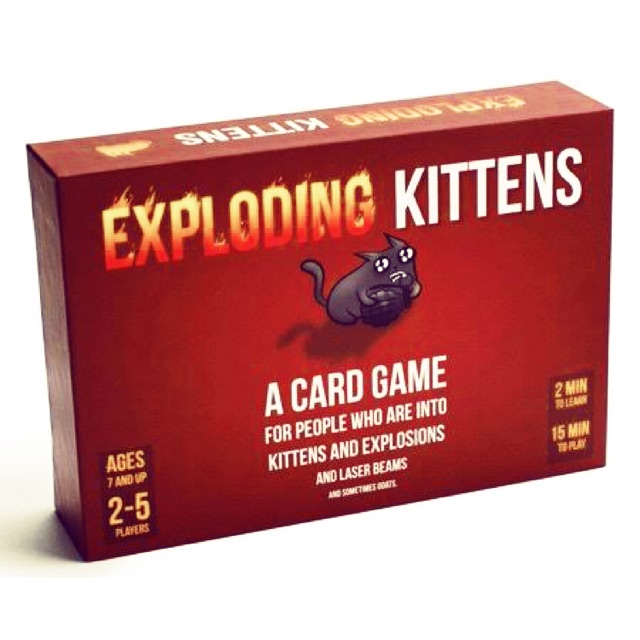 EXPLODING KITTENS
EXPLODING KITTENS
A CARD GAME
FOR PEOPLE WHO ARE INTO
KITTENS AND EXPLOSIONS
AND LASER BEAMS
AND SOMETIMES GOATS.
AGES
7 AND UP
2-5
PLAYERS
2 MIN
TO LEARN
15 MIN
TO PLAY